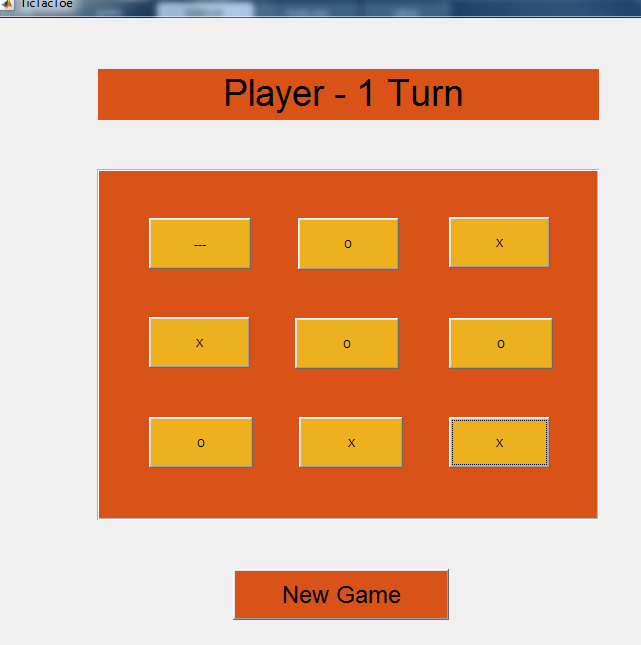 TicTacToe
Player - 1 Turn
--- O X
X O O
O X X
New Game